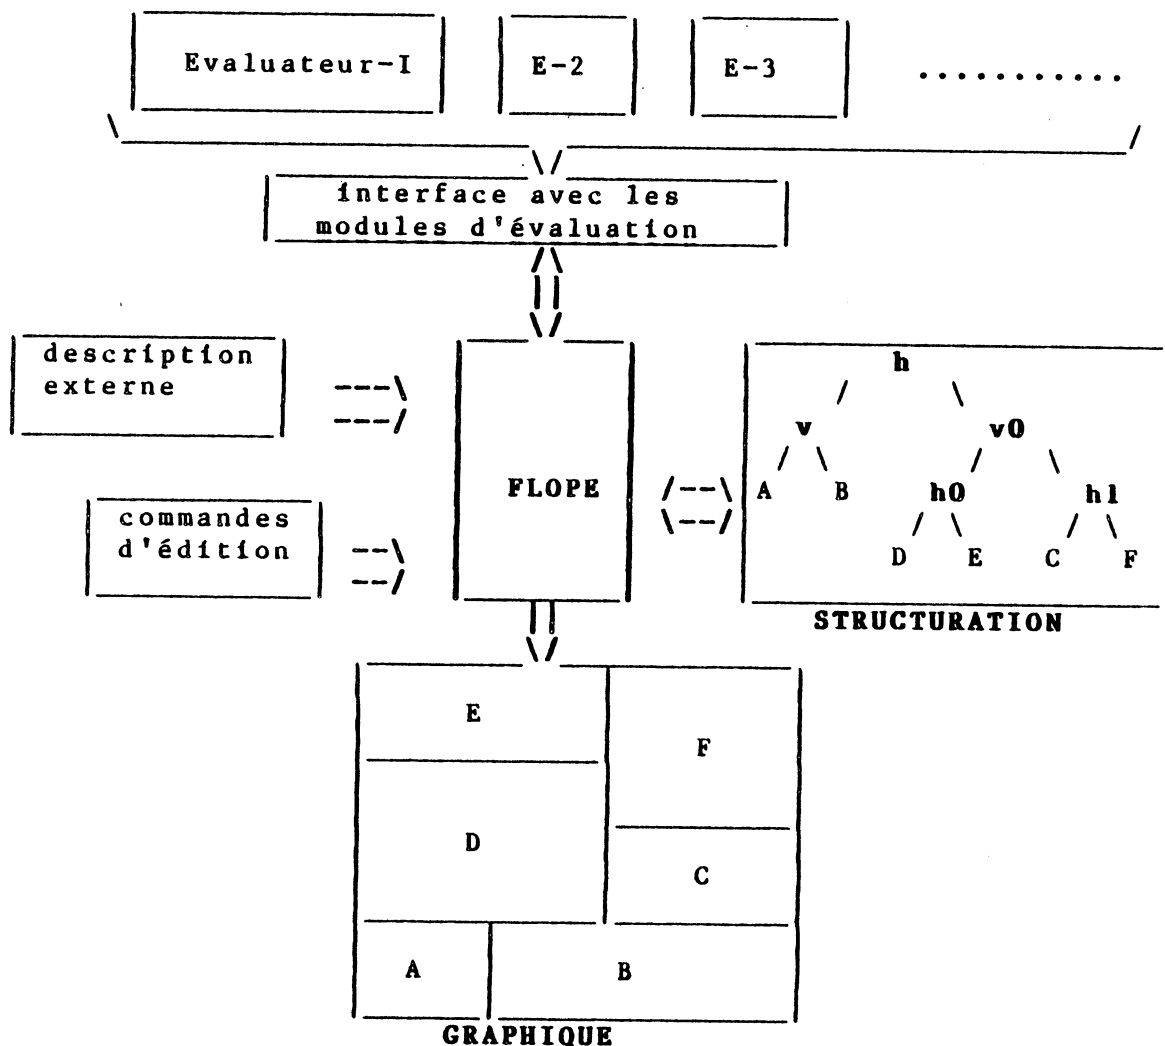 Evaluateur-I E-2 E-3 ...........
interface avec les
modules d'évaluation
description
externe
commandes
d'édition
FLOPE
h
v v0
A B h0 h1
D E C F
STRUCTURATION
E
F
D
C
A B
GRAPHIQUE